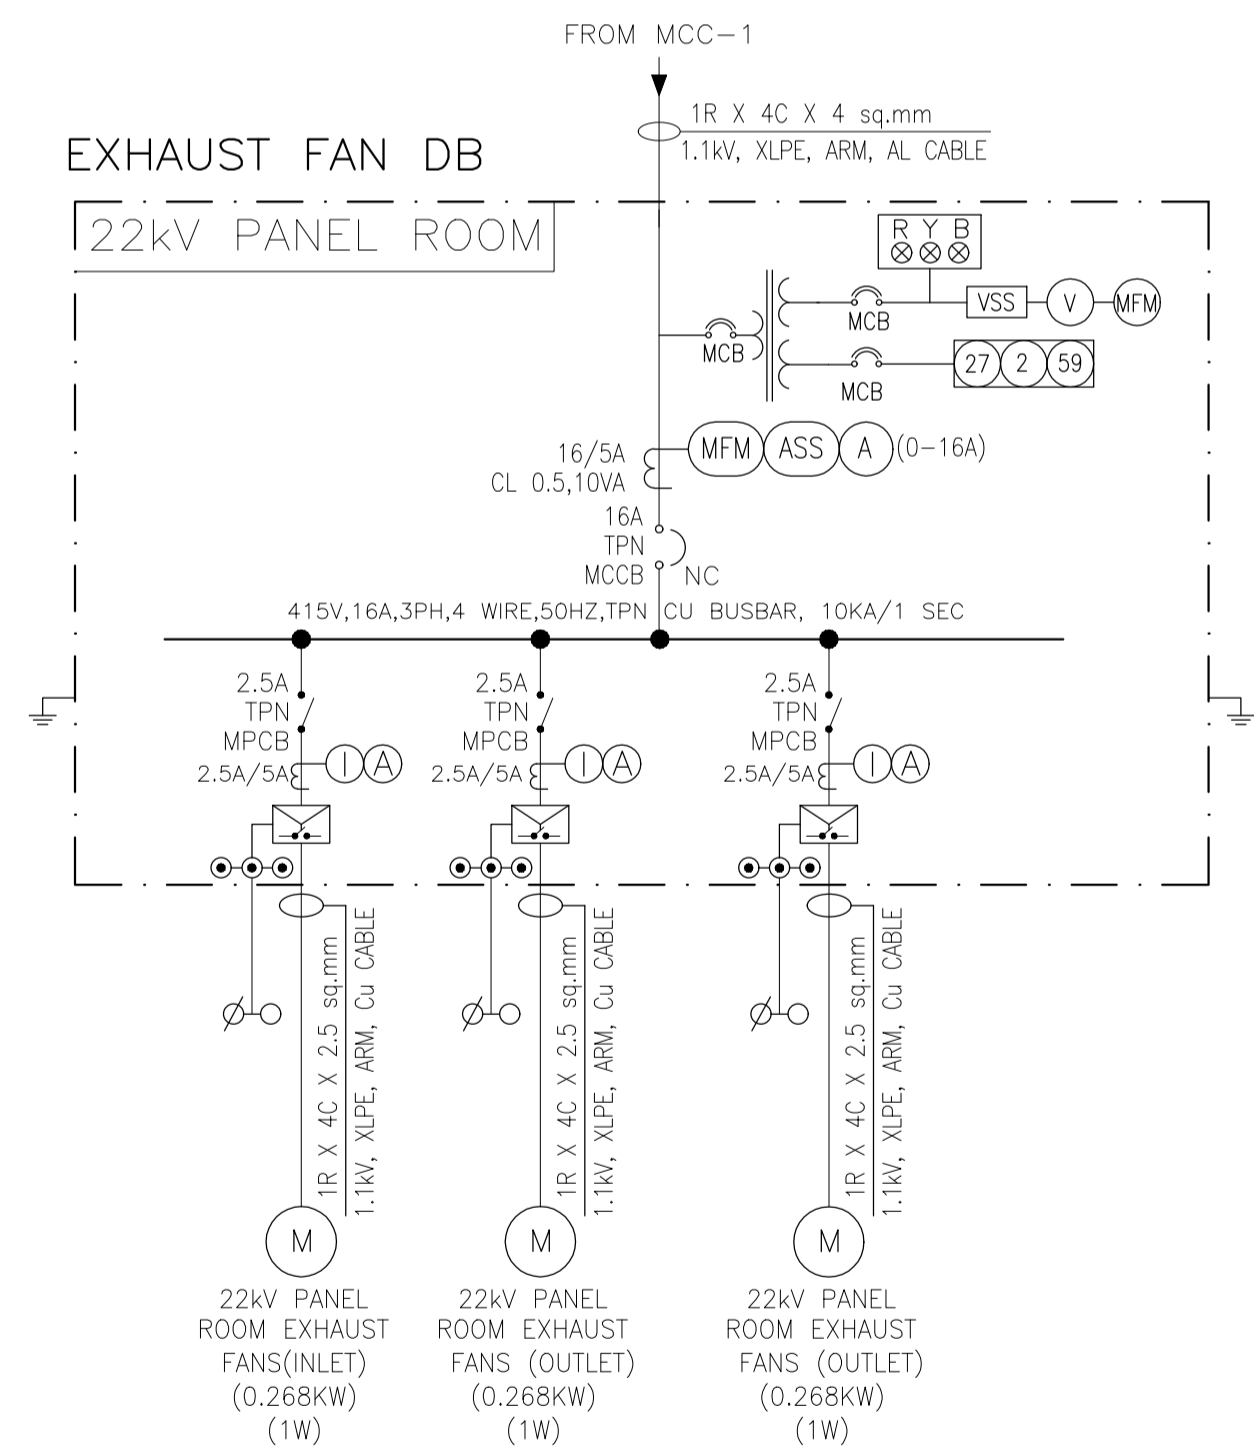 FROM MCC-1
1R X 4C X 4 sq.mm
1.1kV, XLPE, ARM, AL CABLE
EXHAUST FAN DB
22kV PANEL ROOM
R Y B
MCB
VSS
V
MFM
MCB
MCB
27 2 59
16/5A
CL 0.5,10VA
MFM ASS A (0-16A)
16A
TPN
MCCB NC
415V,16A,3PH,4 WIRE,50HZ,TPN CU BUSBAR, 10KA/1 SEC
2.5A
TPN
MPCB
2.5A/5A
I A
2.5A
TPN
MPCB
2.5A/5A
I A
2.5A
TPN
MPCB
2.5A/5A
I A
1R X 4C X 2.5 sq.mm
1.1kV, XLPE, ARM, Cu CABLE
1R X 4C X 2.5 sq.mm
1.1kV, XLPE, ARM, Cu CABLE
1R X 4C X 2.5 sq.mm
1.1kV, XLPE, ARM, Cu CABLE
M
22kV PANEL
ROOM EXHAUST
FANS(INLET)
(0.268KW)
(1W)
M
22kV PANEL
ROOM EXHAUST
FANS (OUTLET)
(0.268KW)
(1W)
M
22kV PANEL
ROOM EXHAUST
FANS (OUTLET)
(0.268KW)
(1W)